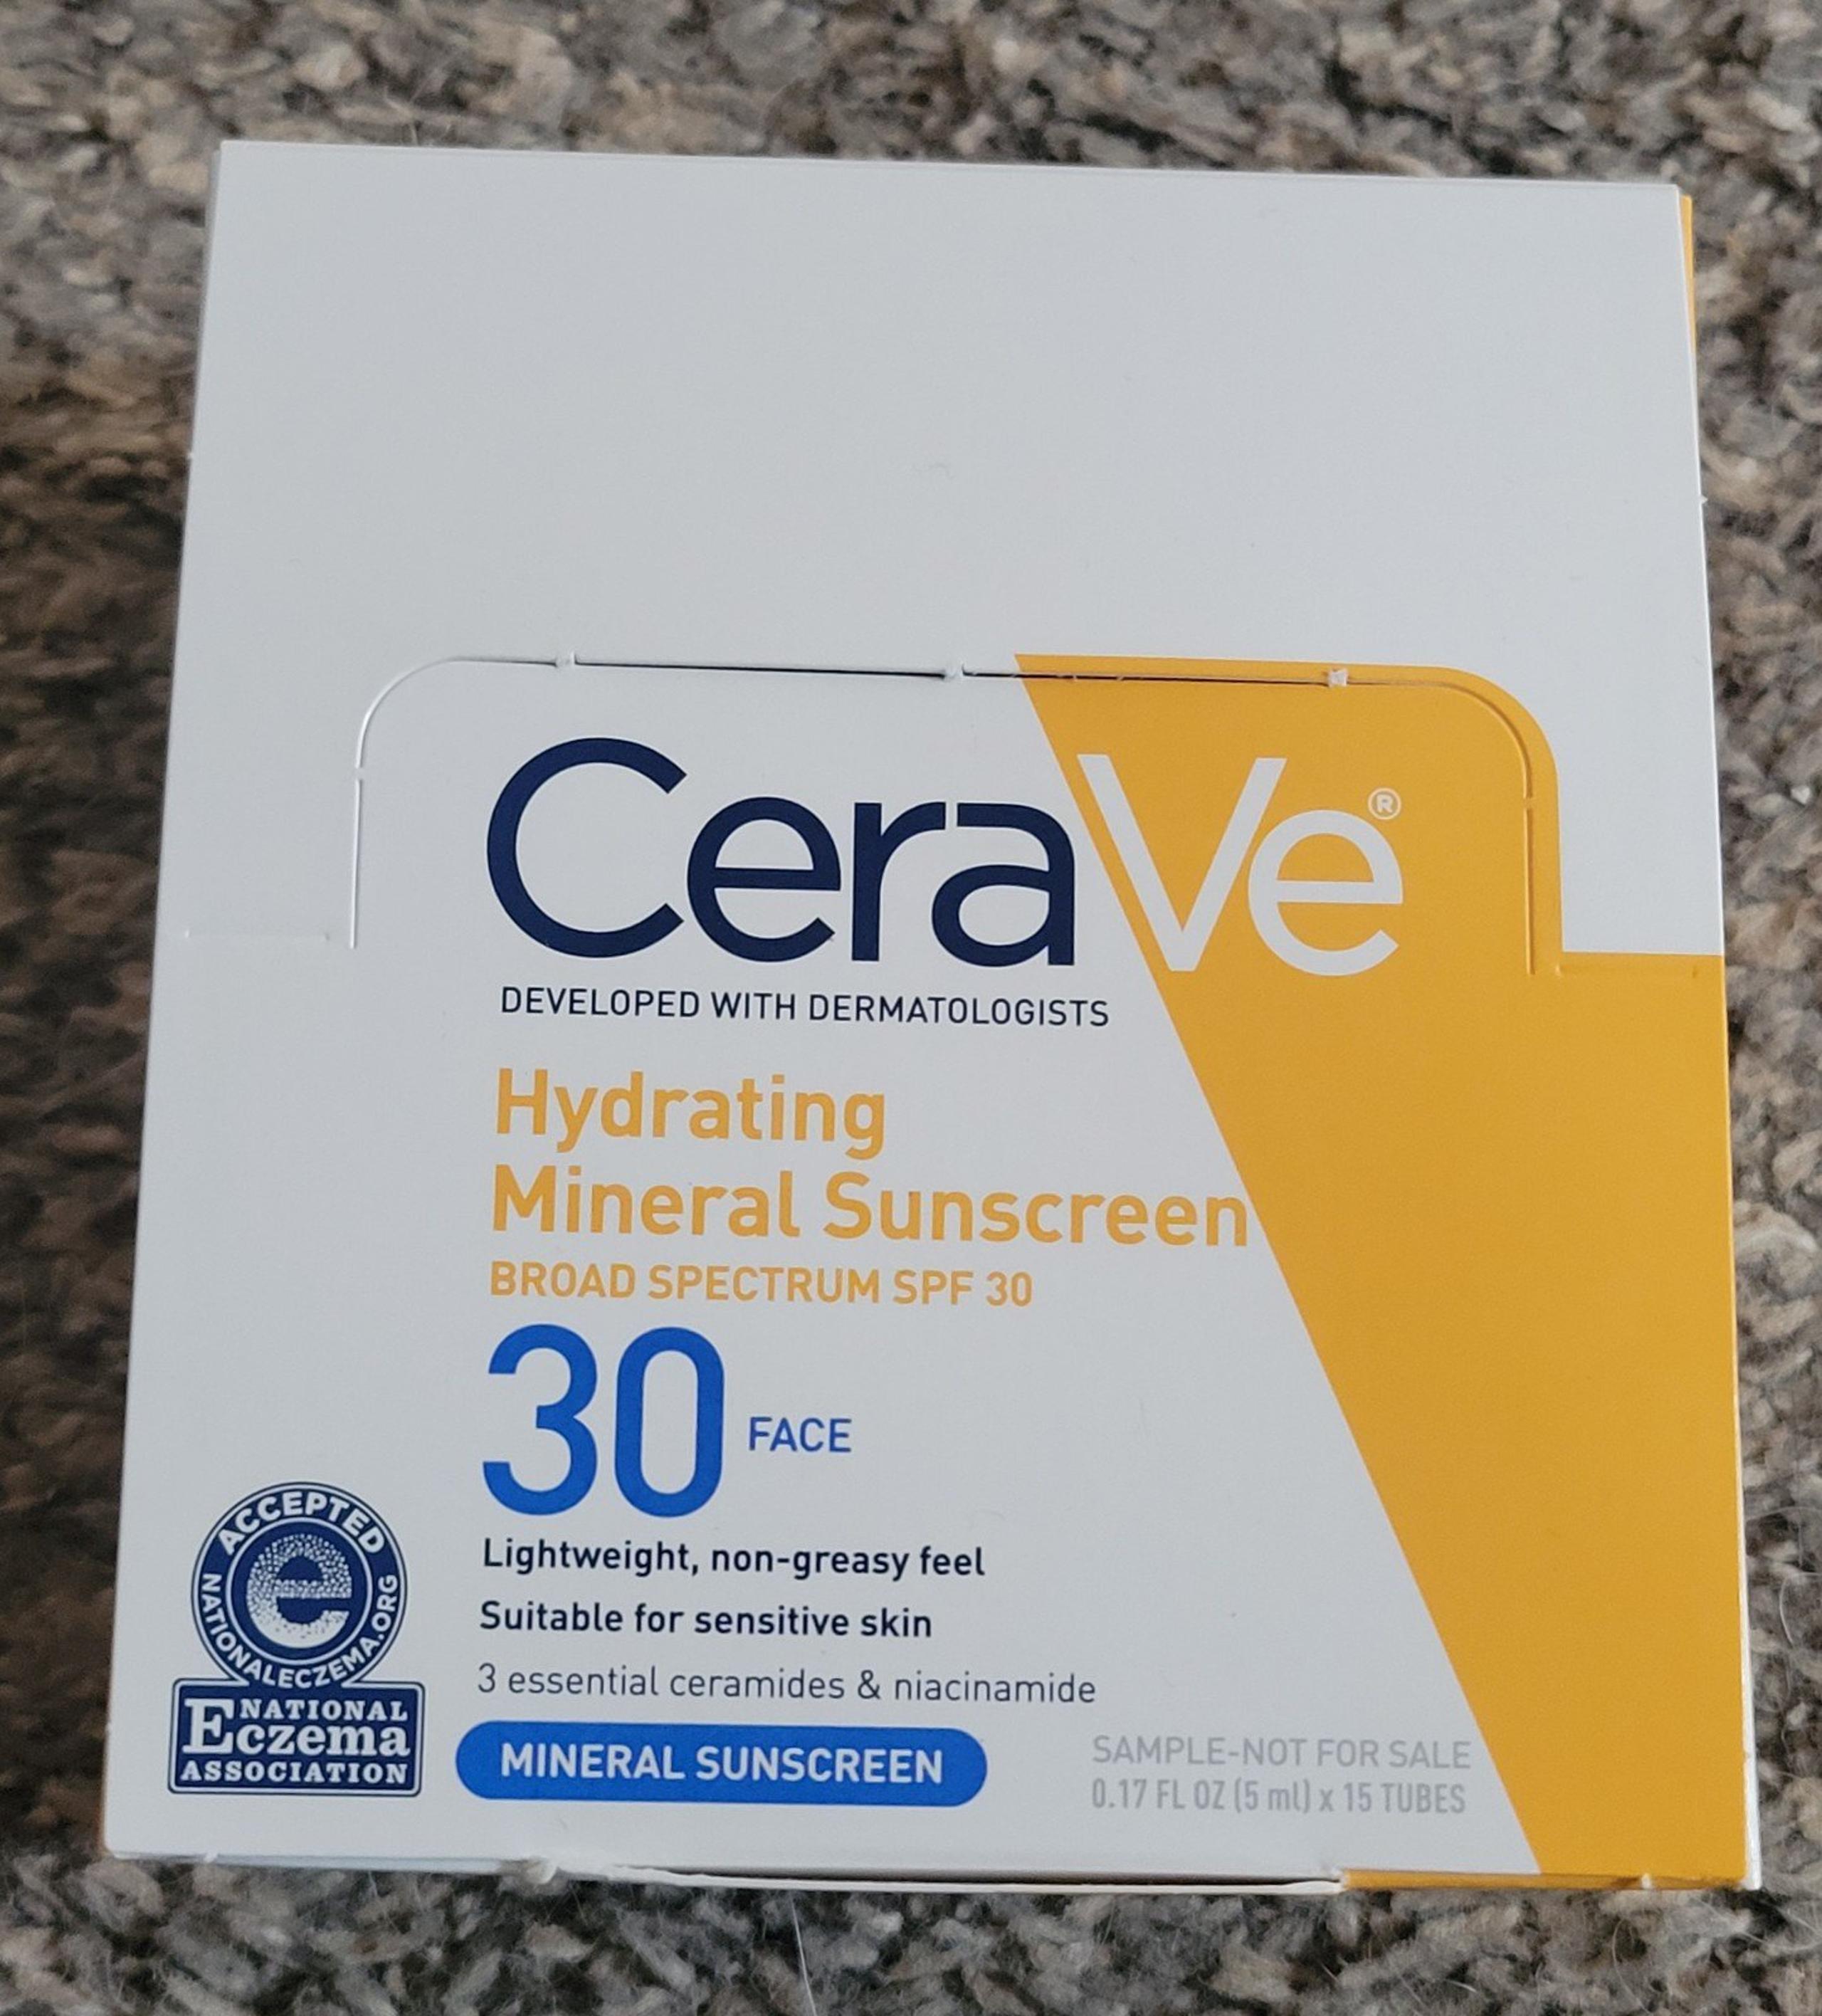 CeraVe®
DEVELOPED WITH DERMATOLOGISTS
Hydrating
Mineral Sunscreen
BROAD SPECTRUM SPF 30
30 FACE
Lightweight, non-greasy feel
Suitable for sensitive skin
3 essential ceramides & niacinamide
MINERAL SUNSCREEN
ACCEPTED
e
NATIONALECZEMA.ORG
NATIONAL
Eczema
ASSOCIATION
SAMPLE-NOT FOR SALE
0.17 FL OZ (5 ml) x 15 TUBES